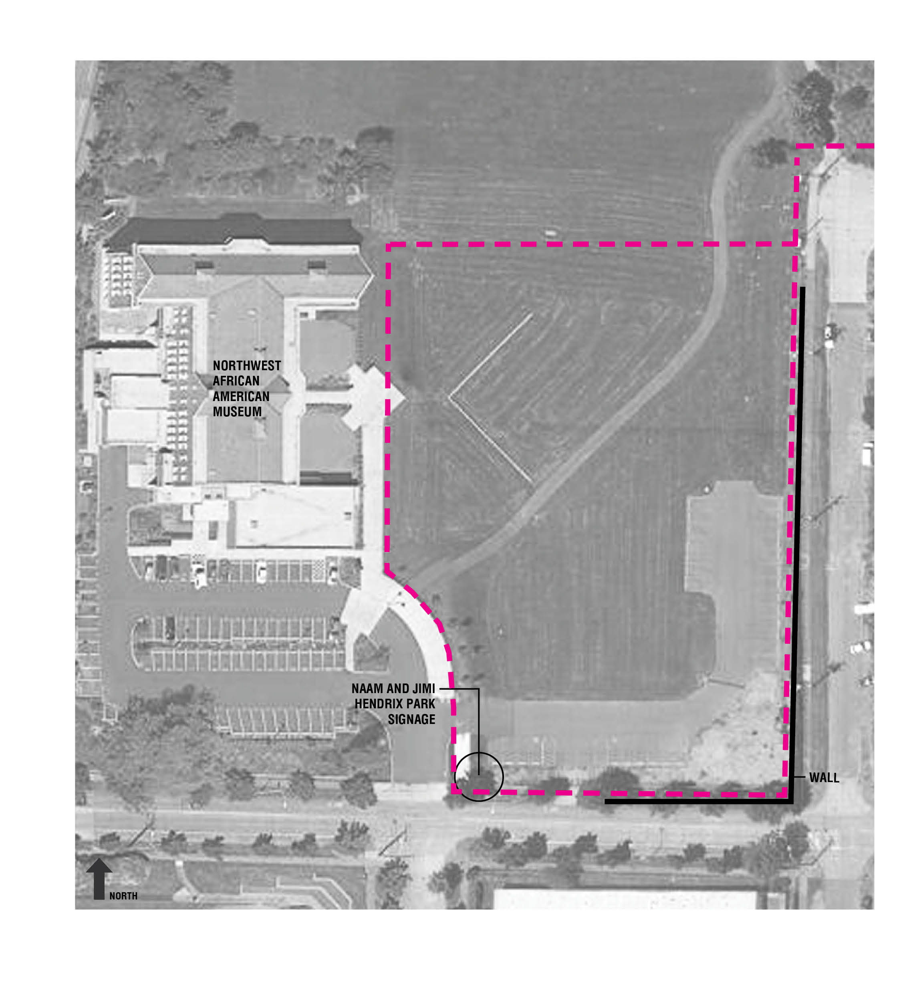 NORTHWEST
AFRICAN
AMERICAN
MUSEUM
NAAM AND JIMI
HENDRIX PARK
SIGNAGE
WALL
NORTH